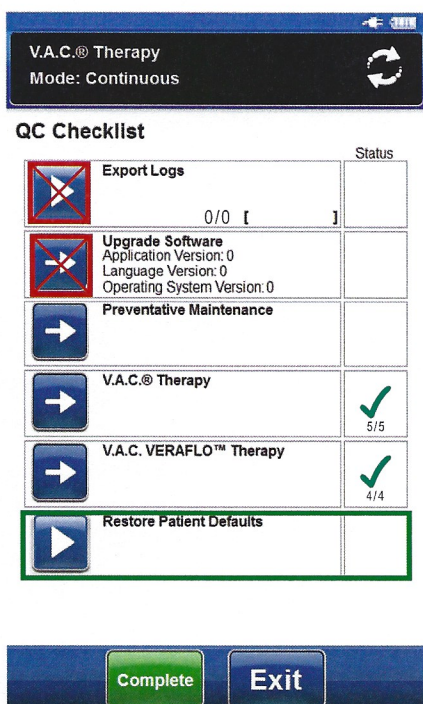 V.A.C.® Therapy
Mode: Continuous
QC Checklist
Status
Export Logs
0/0 [ ]
Upgrade Software
Application Version: 0
Language Version: 0
Operating System Version: 0
Preventative Maintenance
V.A.C.® Therapy
5/5
V.A.C. VERAFLO™ Therapy
4/4
Restore Patient Defaults
Complete
Exit